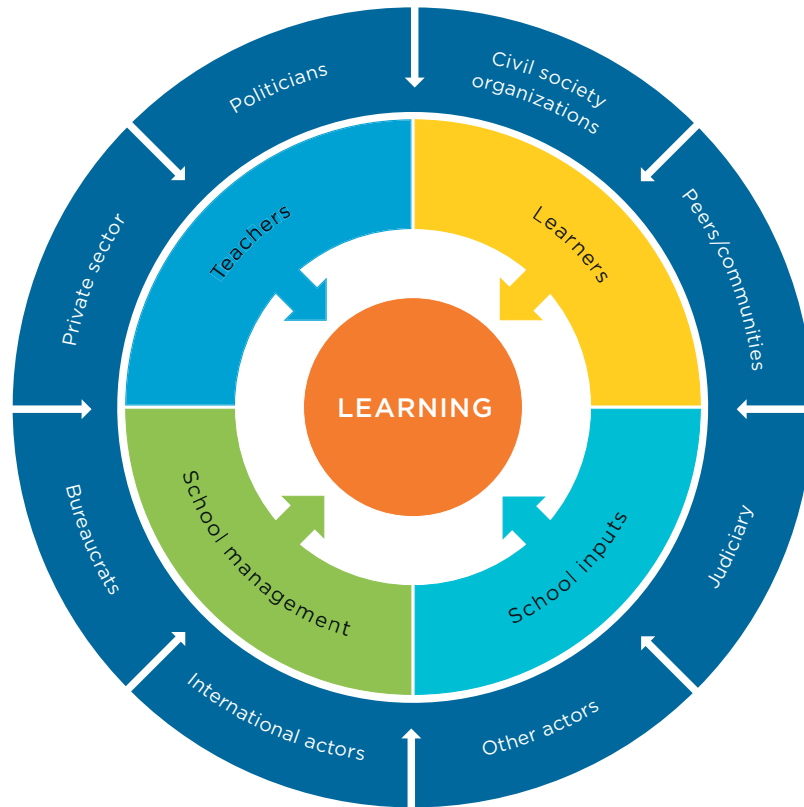 Politicians
Civil society
organizations
Private sector
Peers/communities
Teachers
Learners
LEARNING
Bureaucrats
Judiciary
School management
School inputs
International actors
Other actors